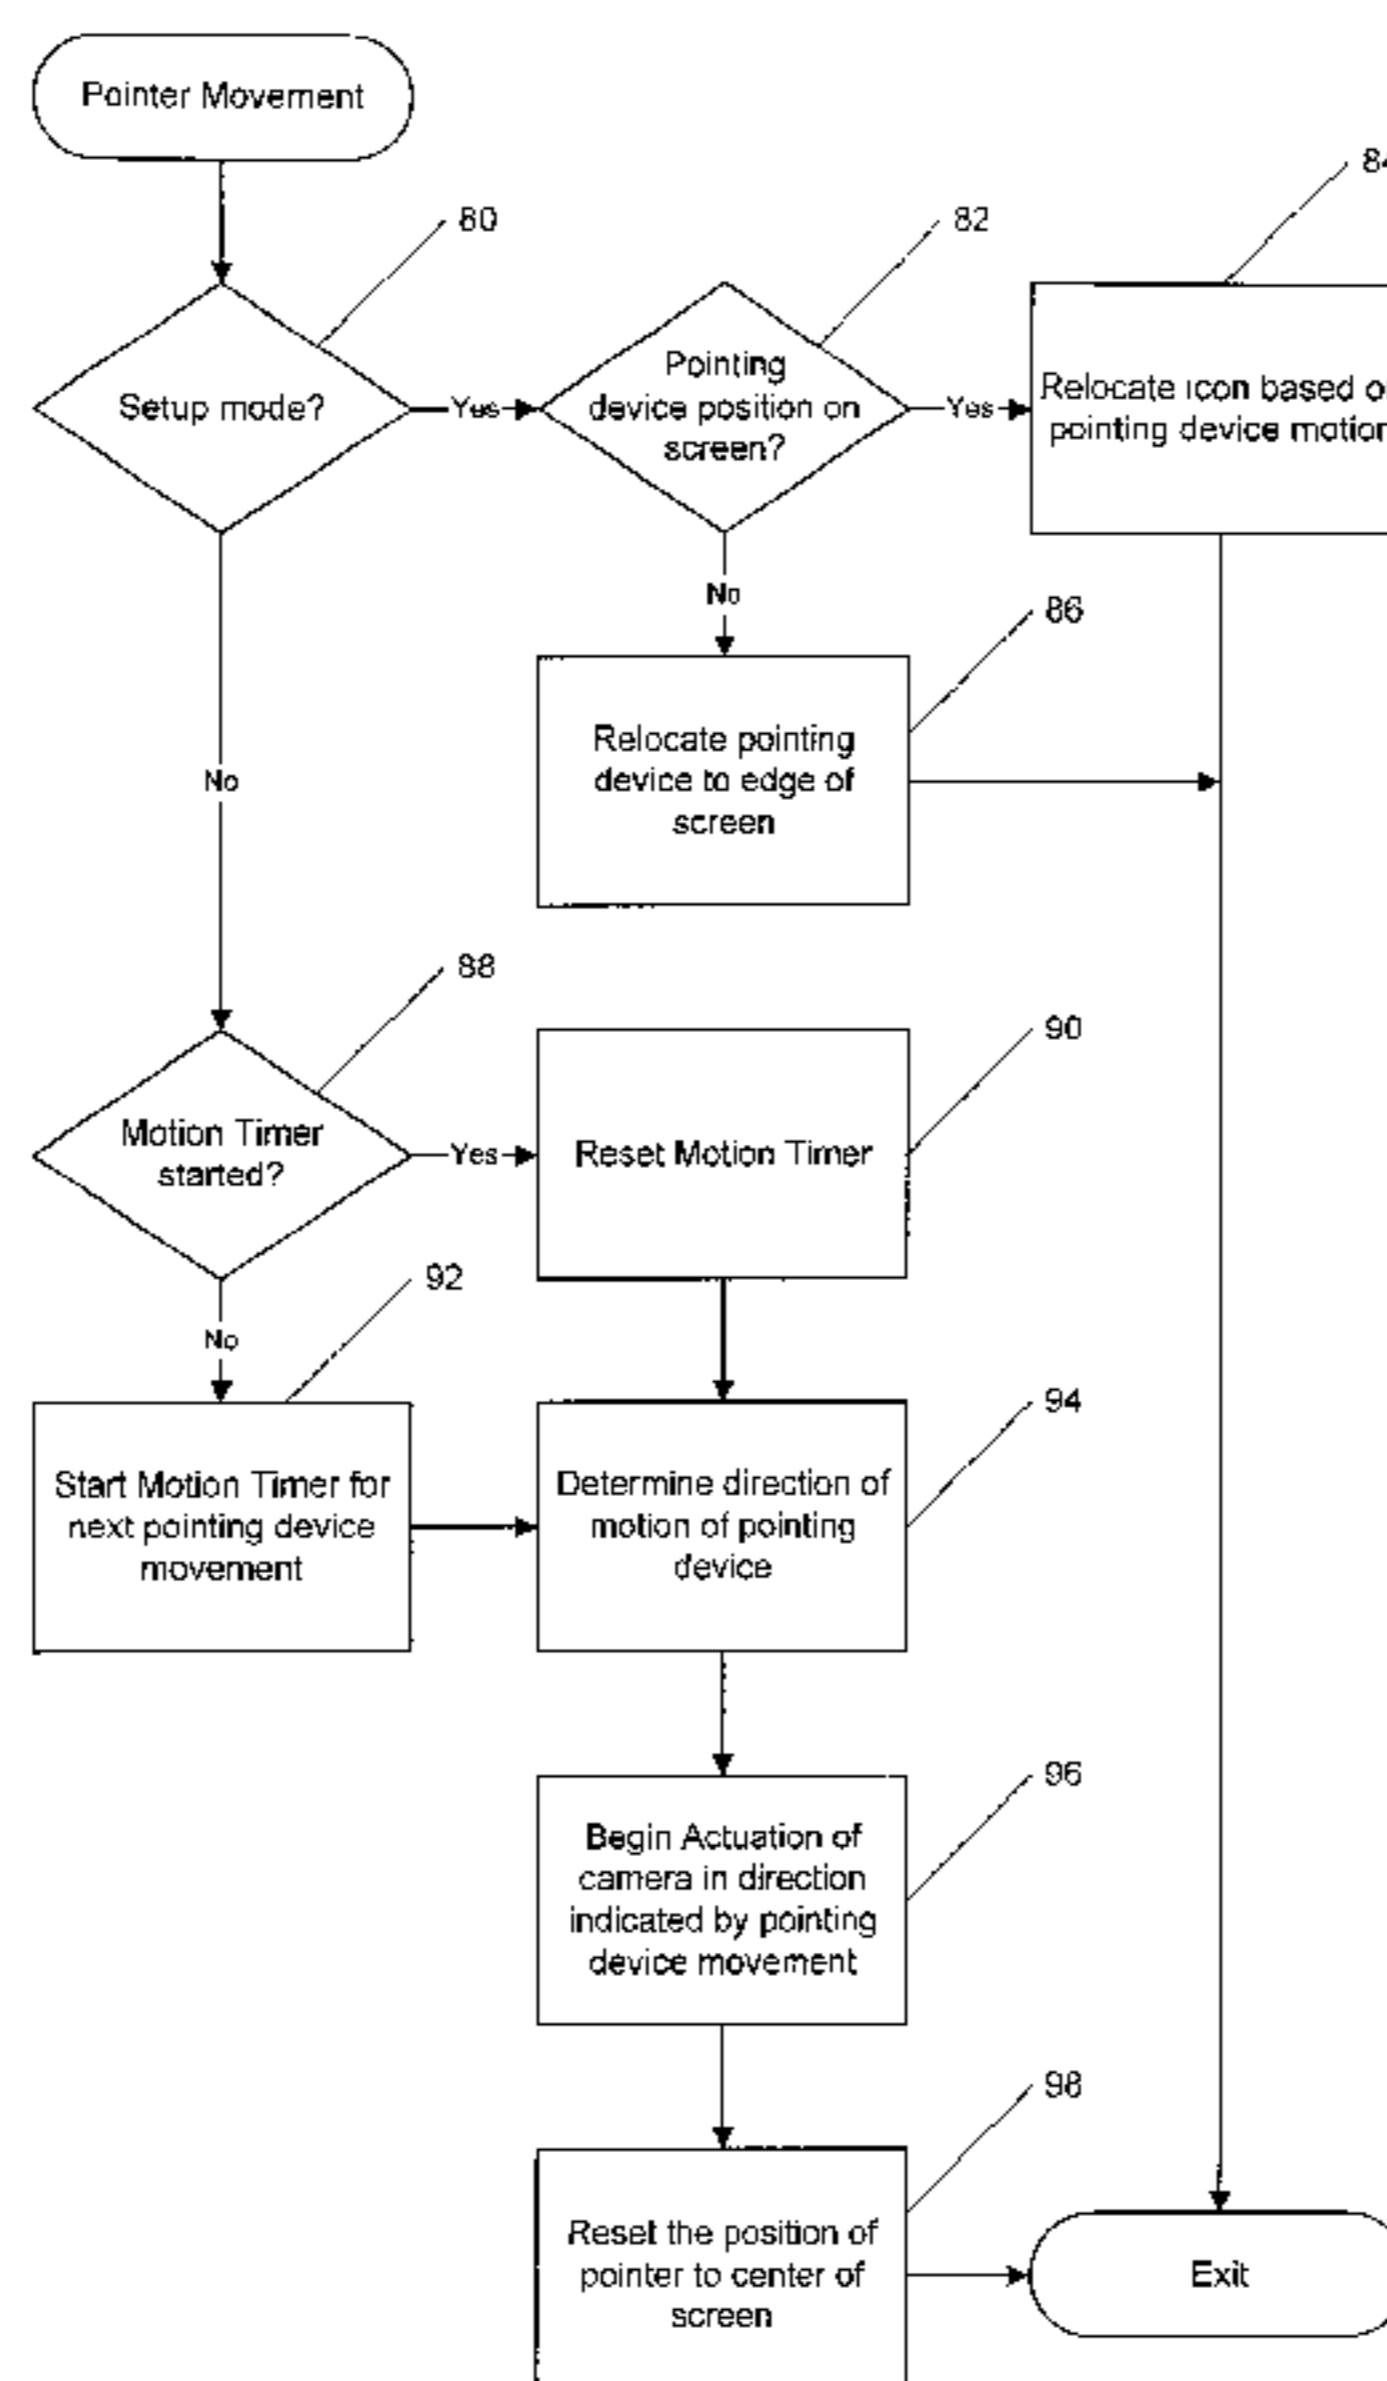 Pointer Movement
80
82
Setup mode?
Yes
Pointing
device position on
screen?
Yes
Relocate icon based
pointing device motion
No
86
Relocate pointing
device to edge of
screen
No
88
Motion Timer
started?
Yes
90
Reset Motion Timer
No
92
Start Motion Timer for
next pointing device
movement
94
Determine direction of
motion of pointing
device
96
Begin Actuation of
camera in direction
indicated by pointing
device movement
98
Reset the position of
pointer to center of
screen
Exit